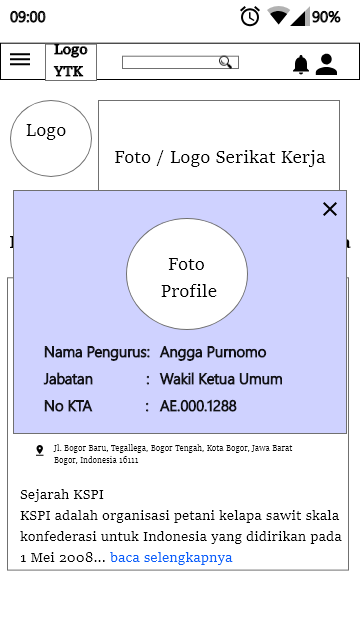 09:00 90%
Logo
YTK
Logo
Foto / Logo Serikat Kerja
Foto
Profile
Nama Pengurus: Angga Purnomo
Jabatan : Wakil Ketua Umum
No KTA : AE.000.1288
Jl. Bogor Baru, Tegallega, Bogor Tengah, Kota Bogor, Jawa Barat
Bogor, Indonesia 16111
Sejarah KSPI
KSPI adalah organisasi petani kelapa sawit skala
konfederasi untuk Indonesia yang didirikan pada
1 Mei 2008... baca selengkapnya